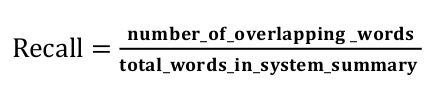 Recall = number_of_overlapping _words
total_words_in_system_summary